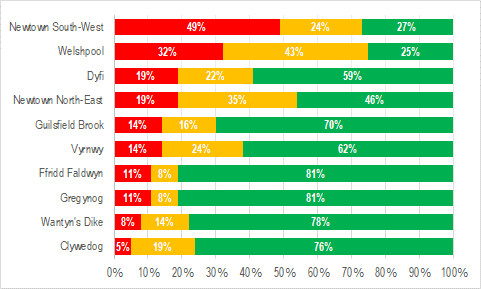 Newtown South-West 49% 24% 27%
Welshpool 32% 43% 25%
Dyfi 19% 22% 59%
Newtown North-East 19% 35% 46%
Guilsfield Brook 14% 16% 70%
Vyrnwy 14% 24% 62%
Ffridd Faldwyn 11% 8% 81%
Gregynog 11% 8% 81%
Wantyn's Dike 8% 14% 78%
Clywedog 5% 19% 76%
0% 10% 20% 30% 40% 50% 60% 70% 80% 90% 100%